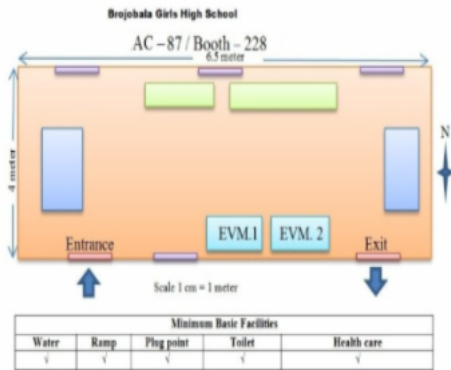 Brojobala Girls High School
AC – 87 / Booth – 228
6.5 meter
4 meter
N
EVM.1
EVM. 2
Entrance
Exit
Scale 1 cm = 1 meter
Minimum Basic Facilities
Water Ramp Plug point Toilet Health care
√ √ √ √ √